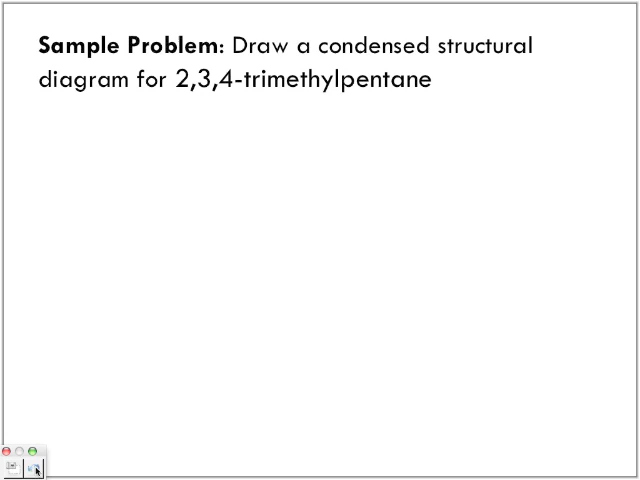 Sample Problem: Draw a condensed structural
diagram for 2,3,4-trimethylpentane